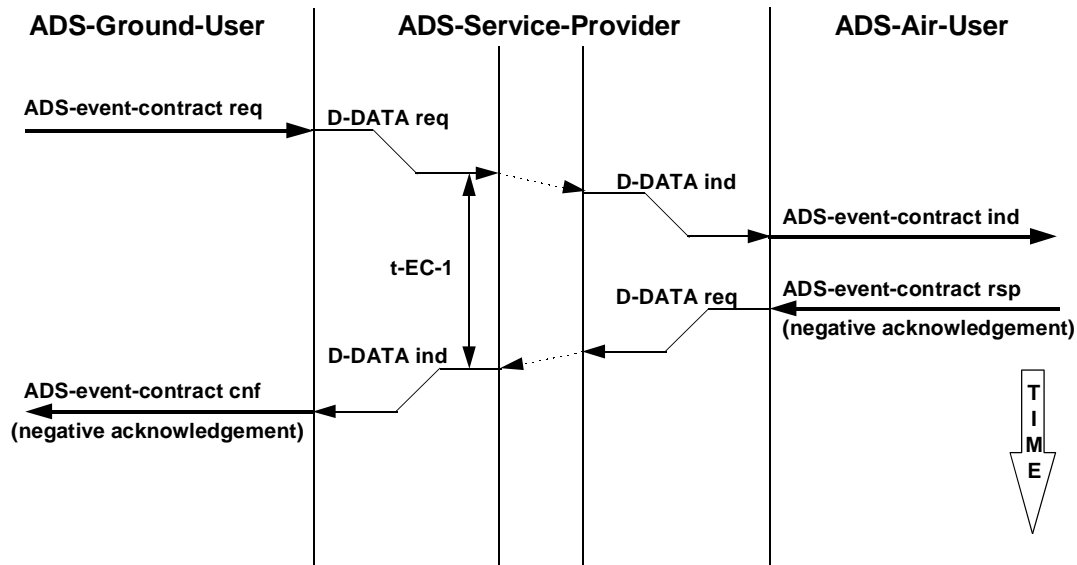 ADS-Ground-User
ADS-Service-Provider
ADS-Air-User
ADS-event-contract req
D-DATA req
D-DATA ind
ADS-event-contract ind
t-EC-1
D-DATA req
ADS-event-contract rsp
(negative acknowledgement)
D-DATA ind
ADS-event-contract cnf
(negative acknowledgement)
TIME